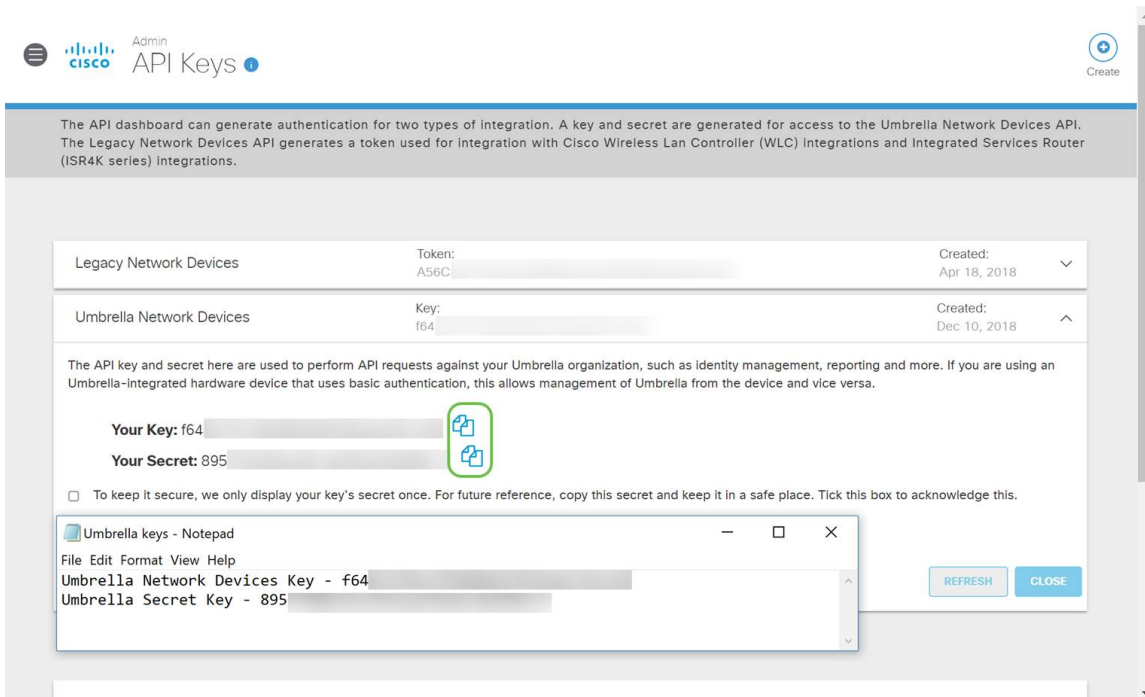 Admin
CISCO
API Keys
Create
The API dashboard can generate authentication for two types of integration. A key and secret are generated for access to the Umbrella Network Devices API.
The Legacy Network Devices API generates a token used for integration with Cisco Wireless Lan Controller (WLC) integrations and Integrated Services Router
(ISR4K series) integrations.
Legacy Network Devices
Token:
A56C
Created:
Apr 18, 2018
Umbrella Network Devices
Key:
f64
Created:
Dec 10, 2018
The API key and secret here are used to perform API requests against your Umbrella organization, such as identity management, reporting and more. If you are using an
Umbrella-integrated hardware device that uses basic authentication, this allows management of Umbrella from the device and vice versa.
Your Key: f64
Your Secret: 895
To keep it secure, we only display your key's secret once. For future reference, copy this secret and keep it in a safe place. Tick this box to acknowledge this.
Umbrella keys - Notepad
File Edit Format View Help
Umbrella Network Devices Key - f64
Umbrella Secret Key - 895
REFRESH
CLOSE